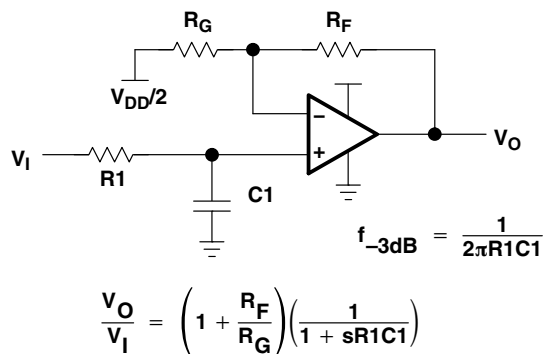 R_G
R_F
V_DD/2
−
+
V_I
V_O
R1
C1
f_–3dB = 1/(2πR1C1)
V_O/V_I = (1 + R_F/R_G)(1/(1 + sR1C1))